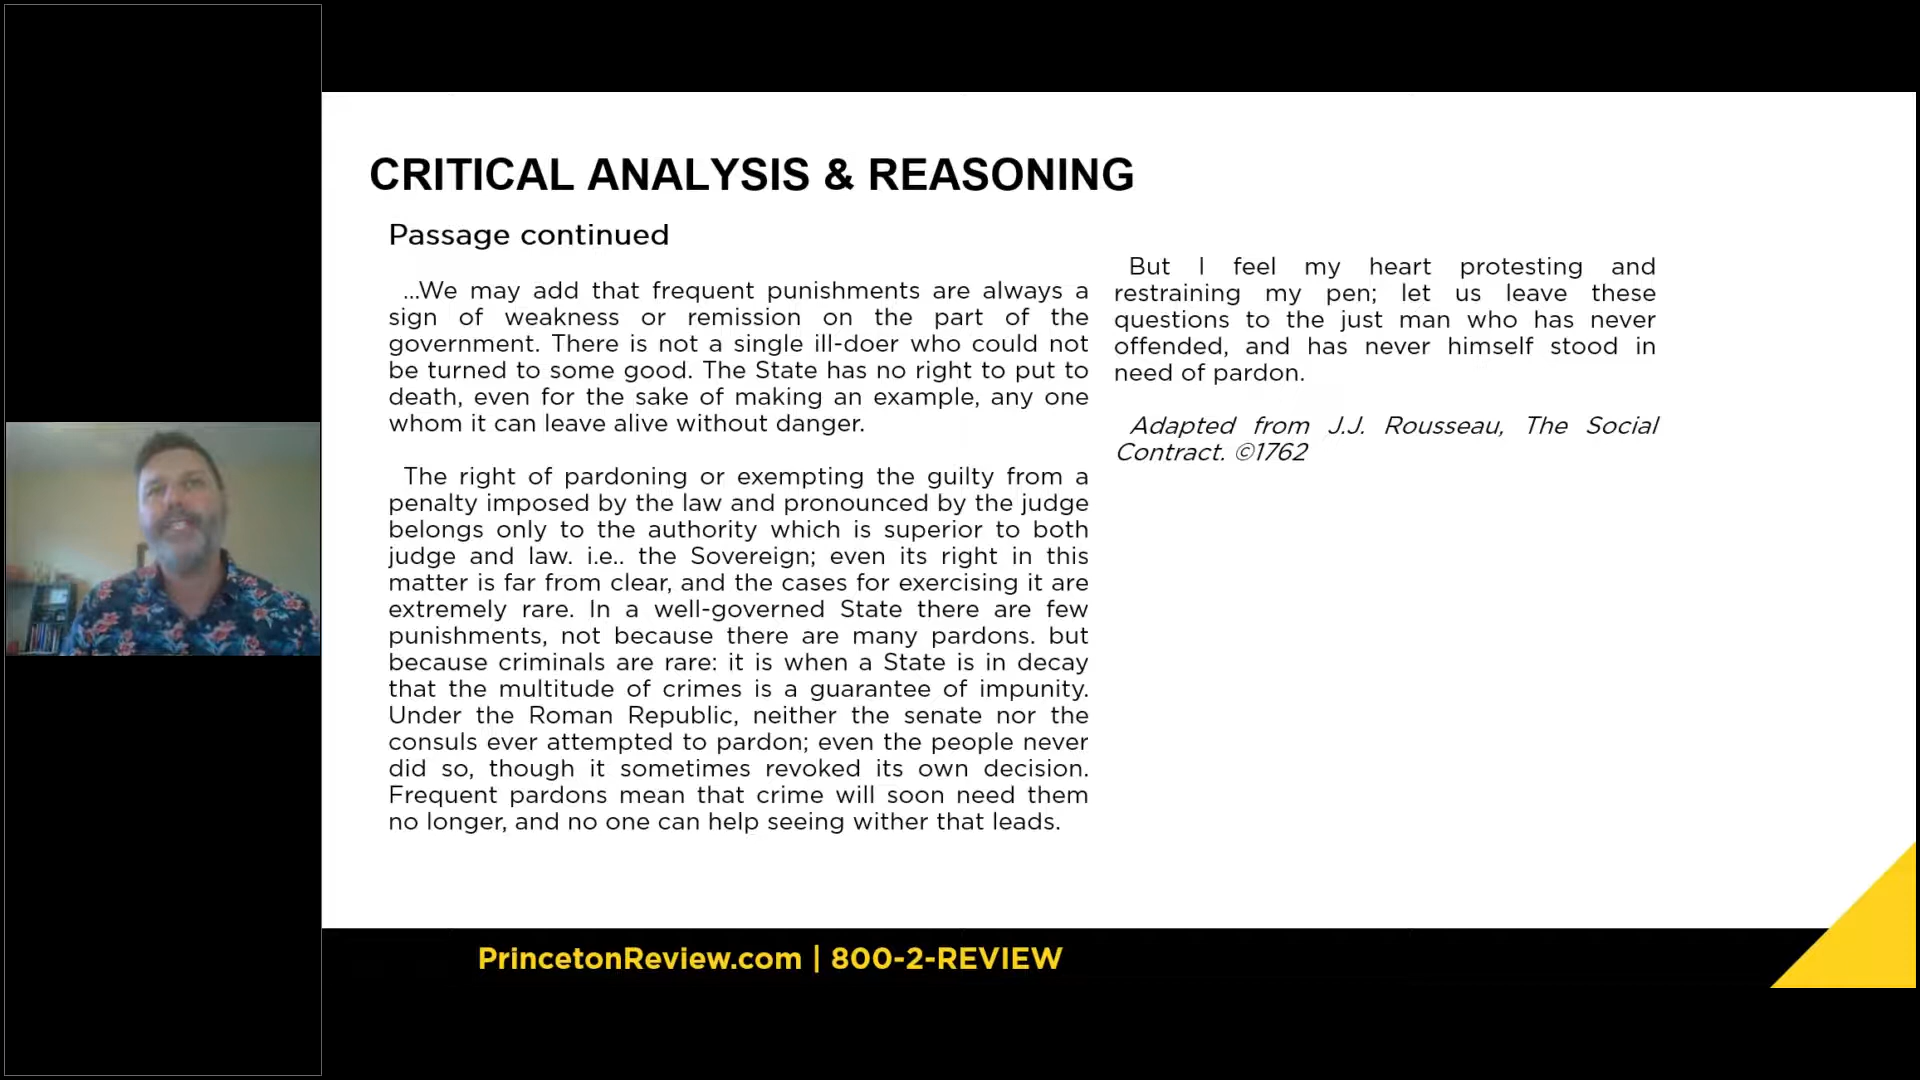 CRITICAL ANALYSIS & REASONING
Passage continued
...We may add that frequent punishments are always a
sign of weakness or remission on the part of the
government. There is not a single ill-doer who could not
be turned to some good. The State has no right to put to
death, even for the sake of making an example, any one
whom it can leave alive without danger.
The right of pardoning or exempting the guilty from a
penalty imposed by the law and pronounced by the judge
belongs only to the authority which is superior to both
judge and law. i.e.. the Sovereign; even its right in this
matter is far from clear, and the cases for exercising it are
extremely rare. In a well-governed State there are few
punishments, not because there are many pardons. but
because criminals are rare: it is when a State is in decay
that the multitude of crimes is a guarantee of impunity.
Under the Roman Republic, neither the senate nor the
consuls ever attempted to pardon; even the people never
did so, though it sometimes revoked its own decision.
Frequent pardons mean that crime will soon need them
no longer, and no one can help seeing wither that leads.
But I feel my heart protesting and
restraining my pen; let us leave these
questions to the just man who has never
offended, and has never himself stood in
need of pardon.
Adapted from J.J. Rousseau, The Social
Contract. ©1762
PrincetonReview.com | 800-2-REVIEW